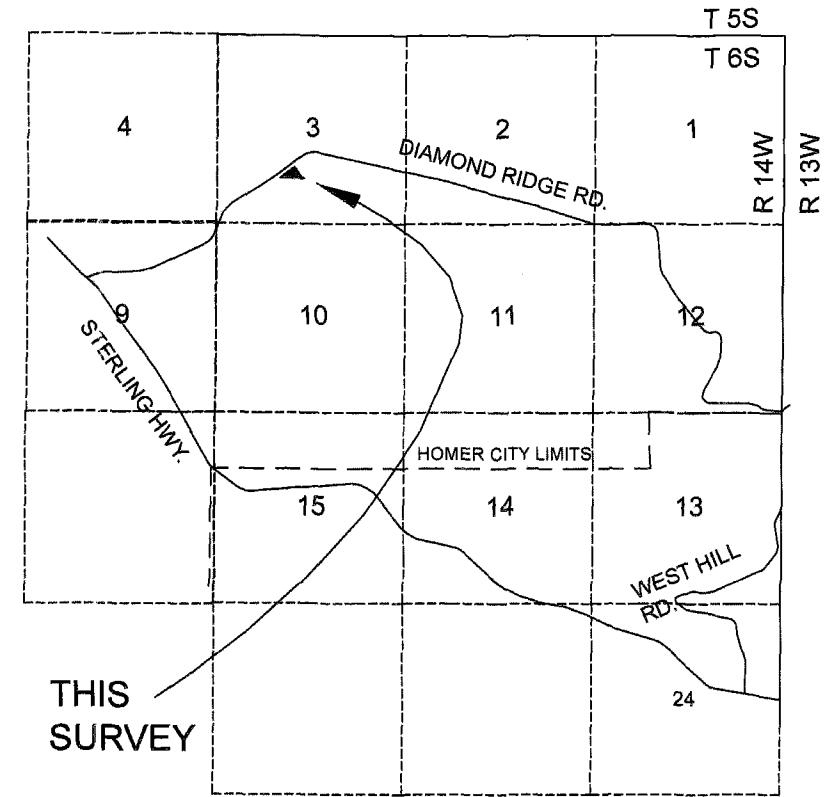 T 5S
T 6S
4
3
2
1
R 14W
R 13W
DIAMOND RIDGE RD.
9
10
11
12
STERLING HWY.
HOMER CITY LIMITS
15
14
13
WEST HILL
RD.
THIS
SURVEY
24